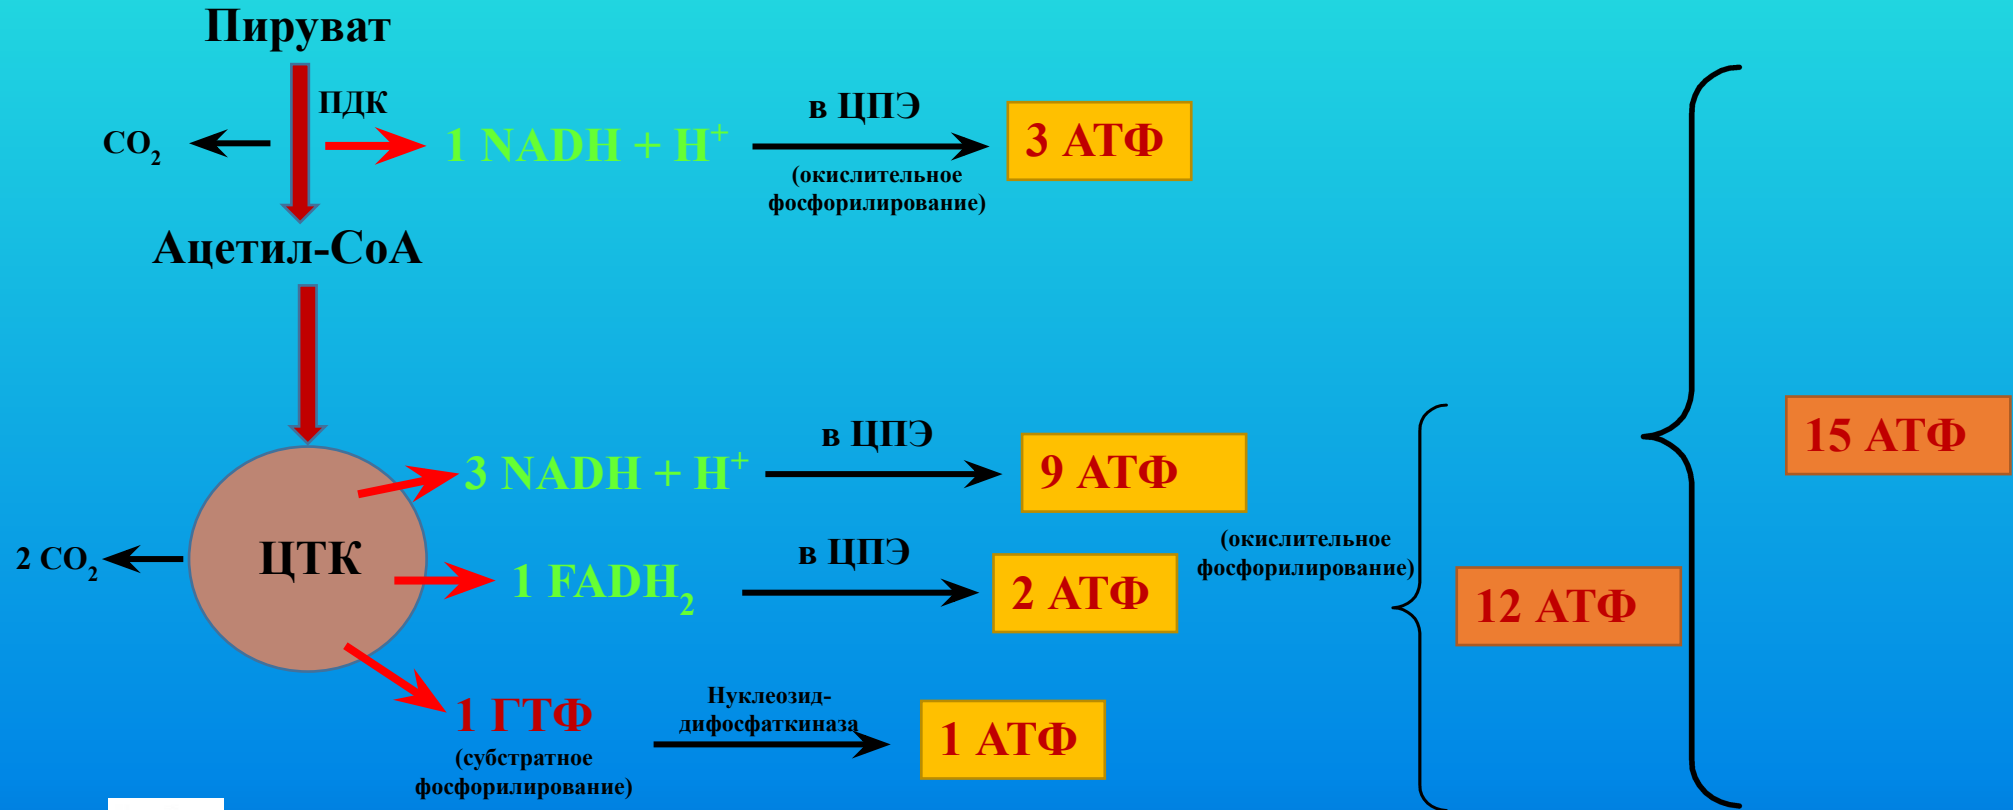 Пируват
ПДК
CO₂
1 NADH + H⁺
в ЦПЭ
(окислительное
фосфорилирование)
3 АТФ
Ацетил-CoA
15 АТФ
3 NADH + H⁺
в ЦПЭ
9 АТФ
(окислительное
фосфорилирование)
2 CO₂
ЦТК
1 FADH₂
в ЦПЭ
2 АТФ
12 АТФ
1 ГТФ
(субстратное
фосфорилирование)
Нуклеозид-
дифосфаткиназа
1 АТФ